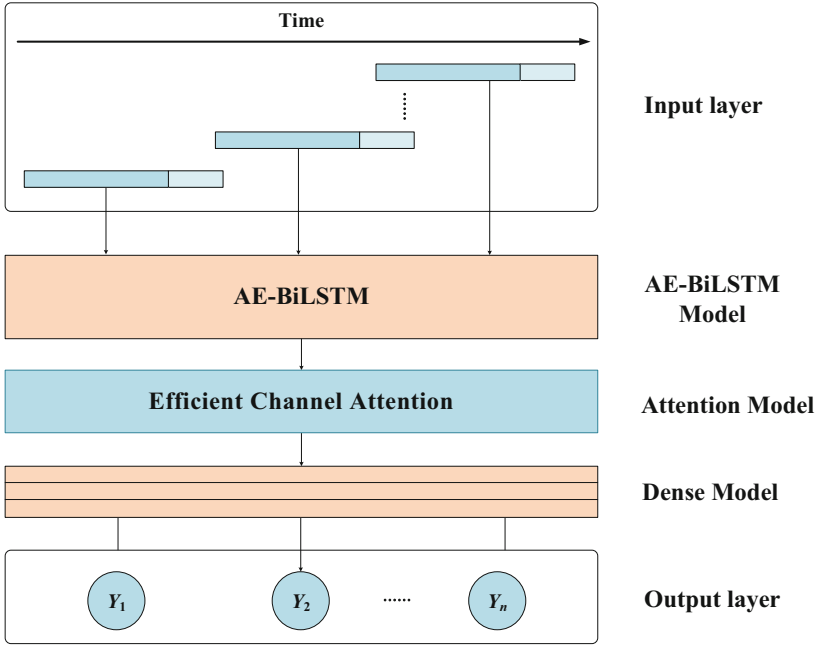 Time
Input layer
AE-BiLSTM
AE-BiLSTM
Model
Efficient Channel Attention
Attention Model
Dense Model
Y1
Y2
......
Yn
Output layer